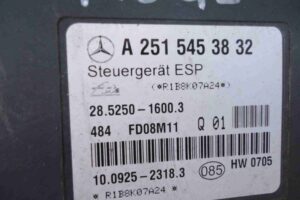 A 251 545 38 32
Steuergerät ESP
(*R1B8K07A24*)
28.5250-1600.3
484 FD08M11 Q 01
10.0925-2318.3 085 HW 0705
* R1B8K07A24 *